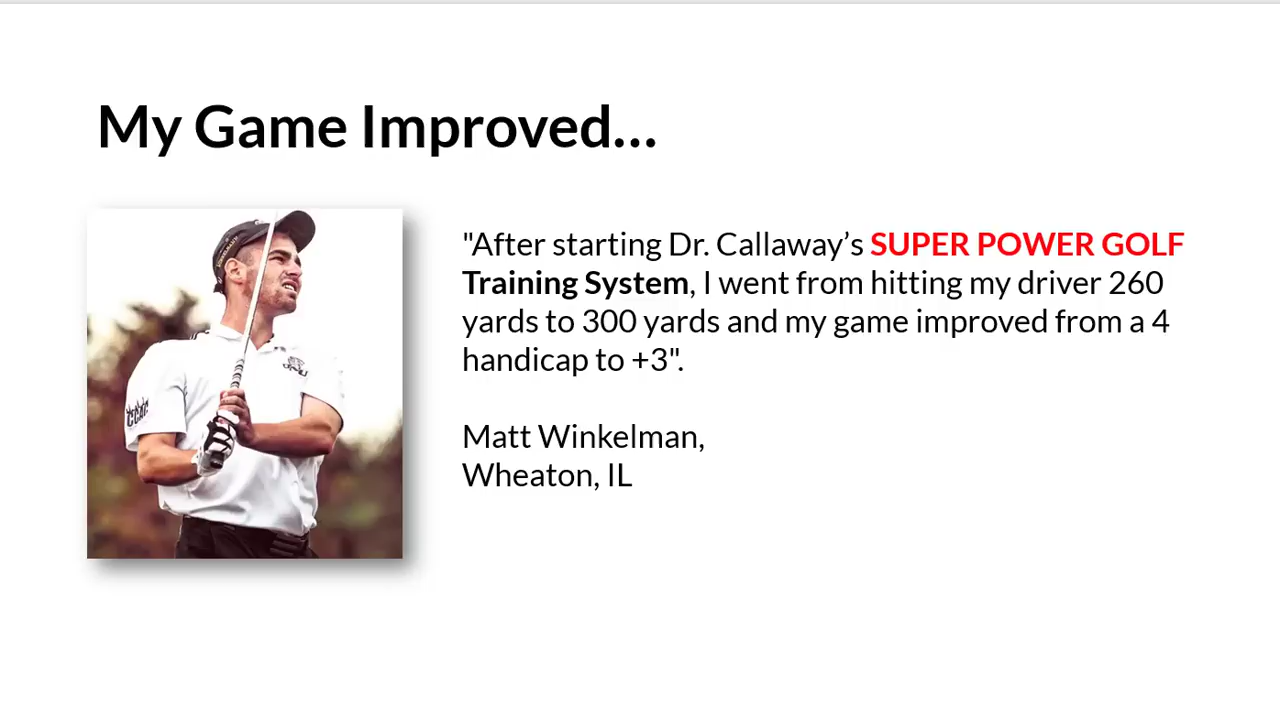 My Game Improved...
"After starting Dr. Callaway’s SUPER POWER GOLF
Training System, I went from hitting my driver 260
yards to 300 yards and my game improved from a 4
handicap to +3".
Matt Winkelman,
Wheaton, IL